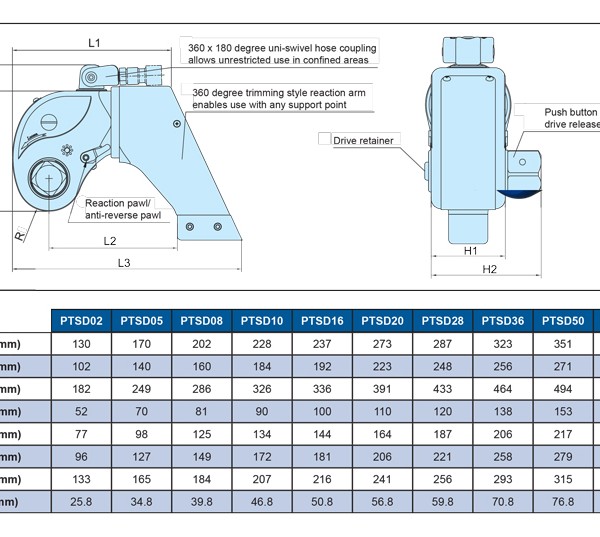 L1
360 x 180 degree uni-swivel hose coupling
allows unrestricted use in confined areas
360 degree trimming style reaction arm
enables use with any support point
Push button
drive release
Drive retainer
Reaction pawl/
anti-reverse pawl
R
L2
L3
H1
H2
PTSD02 PTSD05 PTSD08 PTSD10 PTSD16 PTSD20 PTSD28 PTSD36 PTSD50
mm) 130 170 202 228 237 273 287 323 351
mm) 102 140 160 184 192 223 248 256 271
mm) 182 249 286 326 336 391 433 464 494
mm) 52 70 81 90 100 110 120 138 153
mm) 77 98 125 134 144 164 187 206 217
mm) 96 127 149 172 181 206 221 258 279
mm) 133 165 184 207 216 241 256 293 315
mm) 25.8 34.8 39.8 46.8 50.8 56.8 59.8 70.8 76.8